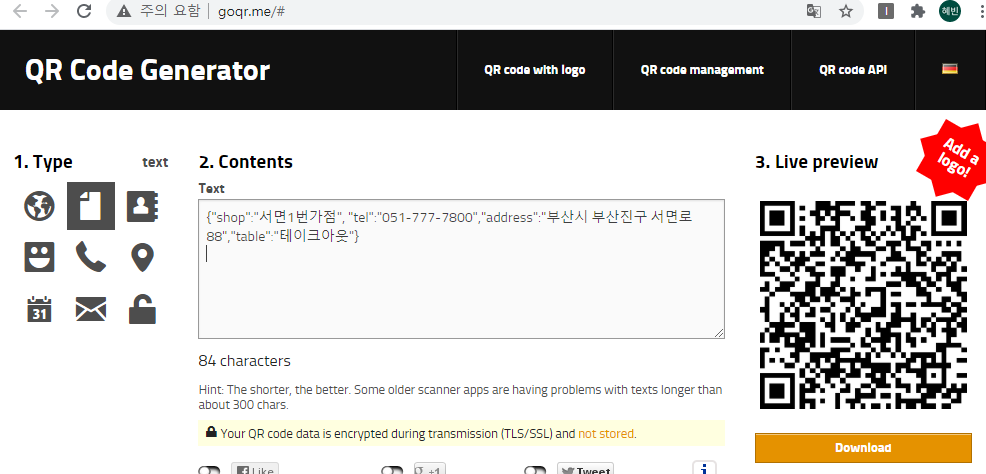 주의 요함 | goqr.me/#
혜빈
QR Code Generator
QR code with logo
QR code management
QR code API
1. Type
text
2. Contents
3. Live preview
Add a
logo!
Text
{"shop":"서면1번가점", "tel":"051-777-7800","address":"부산시 부산진구 서면로
88","table":"테이크아웃"}
31
84 characters
Hint: The shorter, the better. Some older scanner apps are having problems with texts longer than
about 300 chars.
Your QR code data is encrypted during transmission (TLS/SSL) and not stored.
Download
Like
+1
Tweet
i